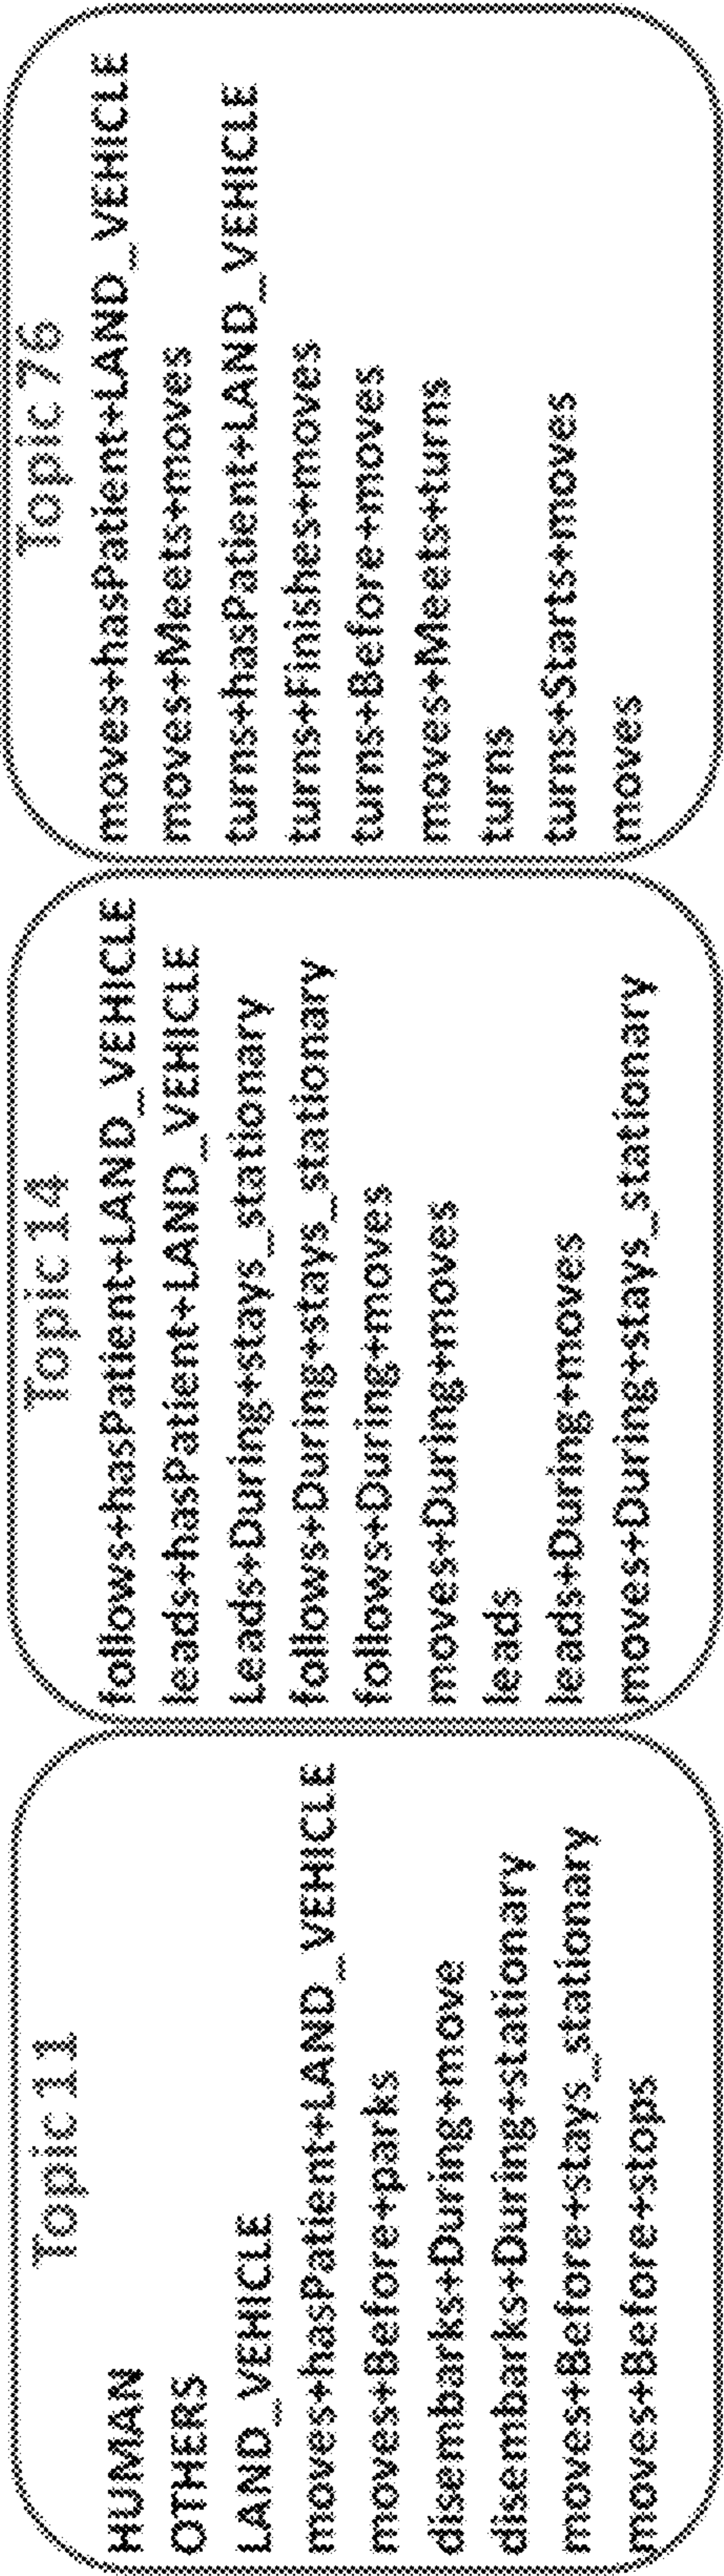 Topic 11
HUMAN
OTHERS
LAND_VEHICLE
moves+hasPatient+LAND_VEHICLE
moves+Before+parks
disembarks+During+move
disembarks+During+stationary
moves+Before+stays_stationary
moves+Before+stops
Topic 14
follows+hasPatient+LAND_VEHICLE
leads+hasPatient+LAND_VEHICLE
Leads+During+stays_stationary
follows+During+stays_stationary
follows+During+moves
moves+During+moves
leads
leads+During+moves
moves+During+stays_stationary
Topic 76
moves+hasPatient+LAND_VEHICLE
moves+Meets+moves
turns+hasPatient+LAND_VEHICLE
turns+Finishes+moves
turns+Before+moves
moves+Meets+turns
turns
turns+Starts+moves
moves